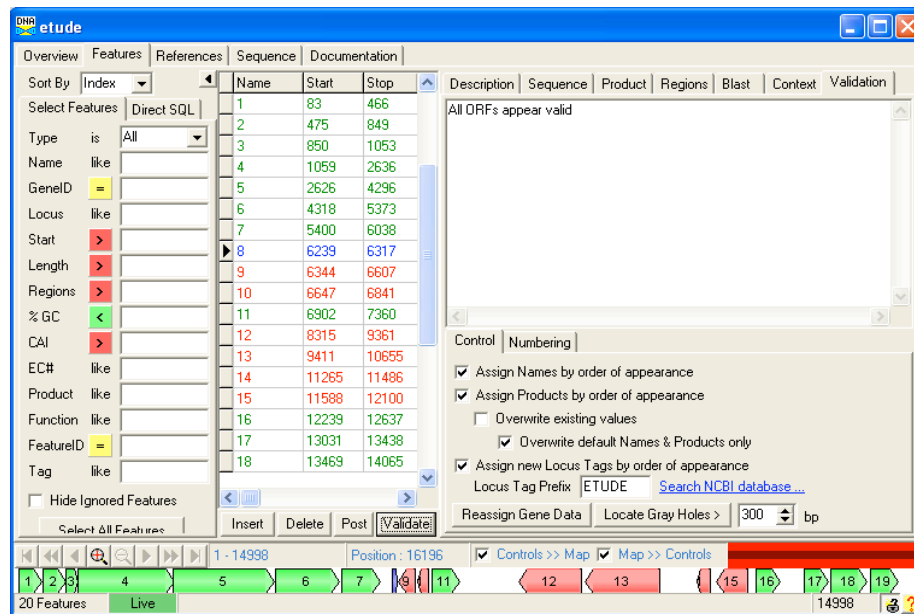 DNA etude
Overview Features References Sequence Documentation
Sort By Index
Select Features Direct SQL
Type is All
Name like
GeneID =
Locus like
Start >
Length >
Regions >
% GC <
CAI >
EC# like
Product like
Function like
FeatureID =
Tag like
Hide Ignored Features
Select All Features
Name Start Stop
1 83 466
2 475 849
3 850 1053
4 1059 2636
5 2626 4296
6 4318 5373
7 5400 6038
8 6239 6317
9 6344 6607
10 6647 6841
11 6902 7360
12 8315 9361
13 9411 10655
14 11265 11486
15 11588 12100
16 12239 12637
17 13031 13438
18 13469 14065
Insert Delete Post Validate
Description Sequence Product Regions Blast Context Validation
All ORFs appear valid
Control Numbering
Assign Names by order of appearance
Assign Products by order of appearance
Overwrite existing values
Overwrite default Names & Products only
Assign new Locus Tags by order of appearance
Locus Tag Prefix ETUDE Search NCBI database ...
Reassign Gene Data Locate Gray Holes > 300 bp
1 - 14998 Position : 16196 Controls >> Map Map >> Controls
1 2 3 4 5 6 7 9 11 12 13 15 16 17 18 19
20 Features Live 14998 ?